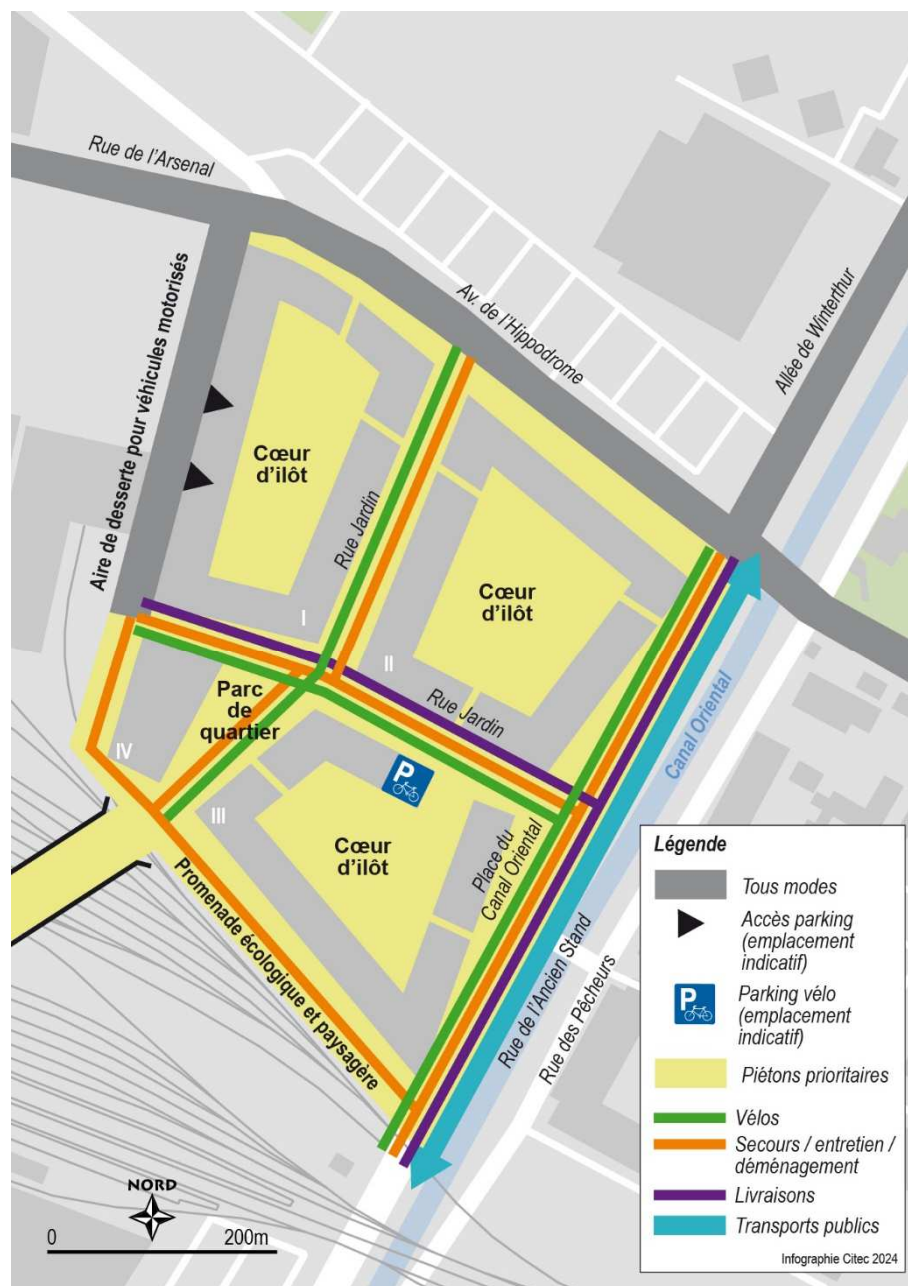 Rue de l'Arsenal
Aire de desserte pour véhicules motorisés
Av. de l'Hippodrome
Allée de Winterthur
Cœur
d'ilôt
Rue Jardin
Cœur
d'ilôt
I
II
Rue Jardin
Canal Oriental
Parc
de
quartier
IV
P
III
Cœur
d'ilôt
Place du
Canal Oriental
Promenade écologique et paysagère
Rue de l'Ancien Stand
Rue des Pêcheurs
Légende
Tous modes
Accès parking
(emplacement
indicatif)
P
Parking vélo
(emplacement
indicatif)
Piétons prioritaires
Vélos
Secours / entretien /
déménagement
Livraisons
Transports publics
Infographie Citec 2024
NORD
0 200m